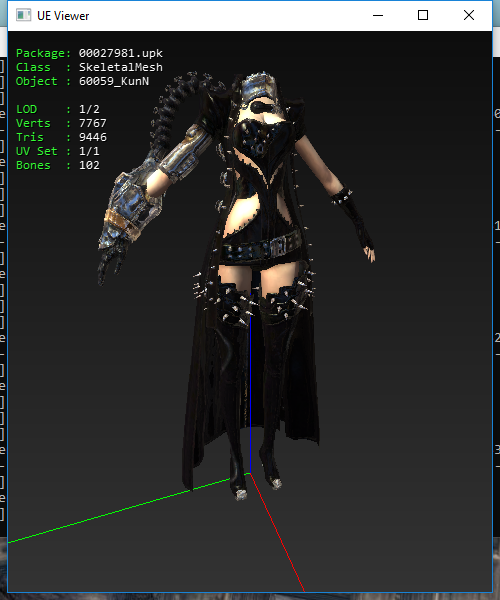 UE Viewer
Package: 00027981.upk
Class  : SkeletalMesh
Object : 60059_KunN
LOD    : 1/2
Verts  : 7767
Tris   : 9446
UV Set : 1/1
Bones  : 102